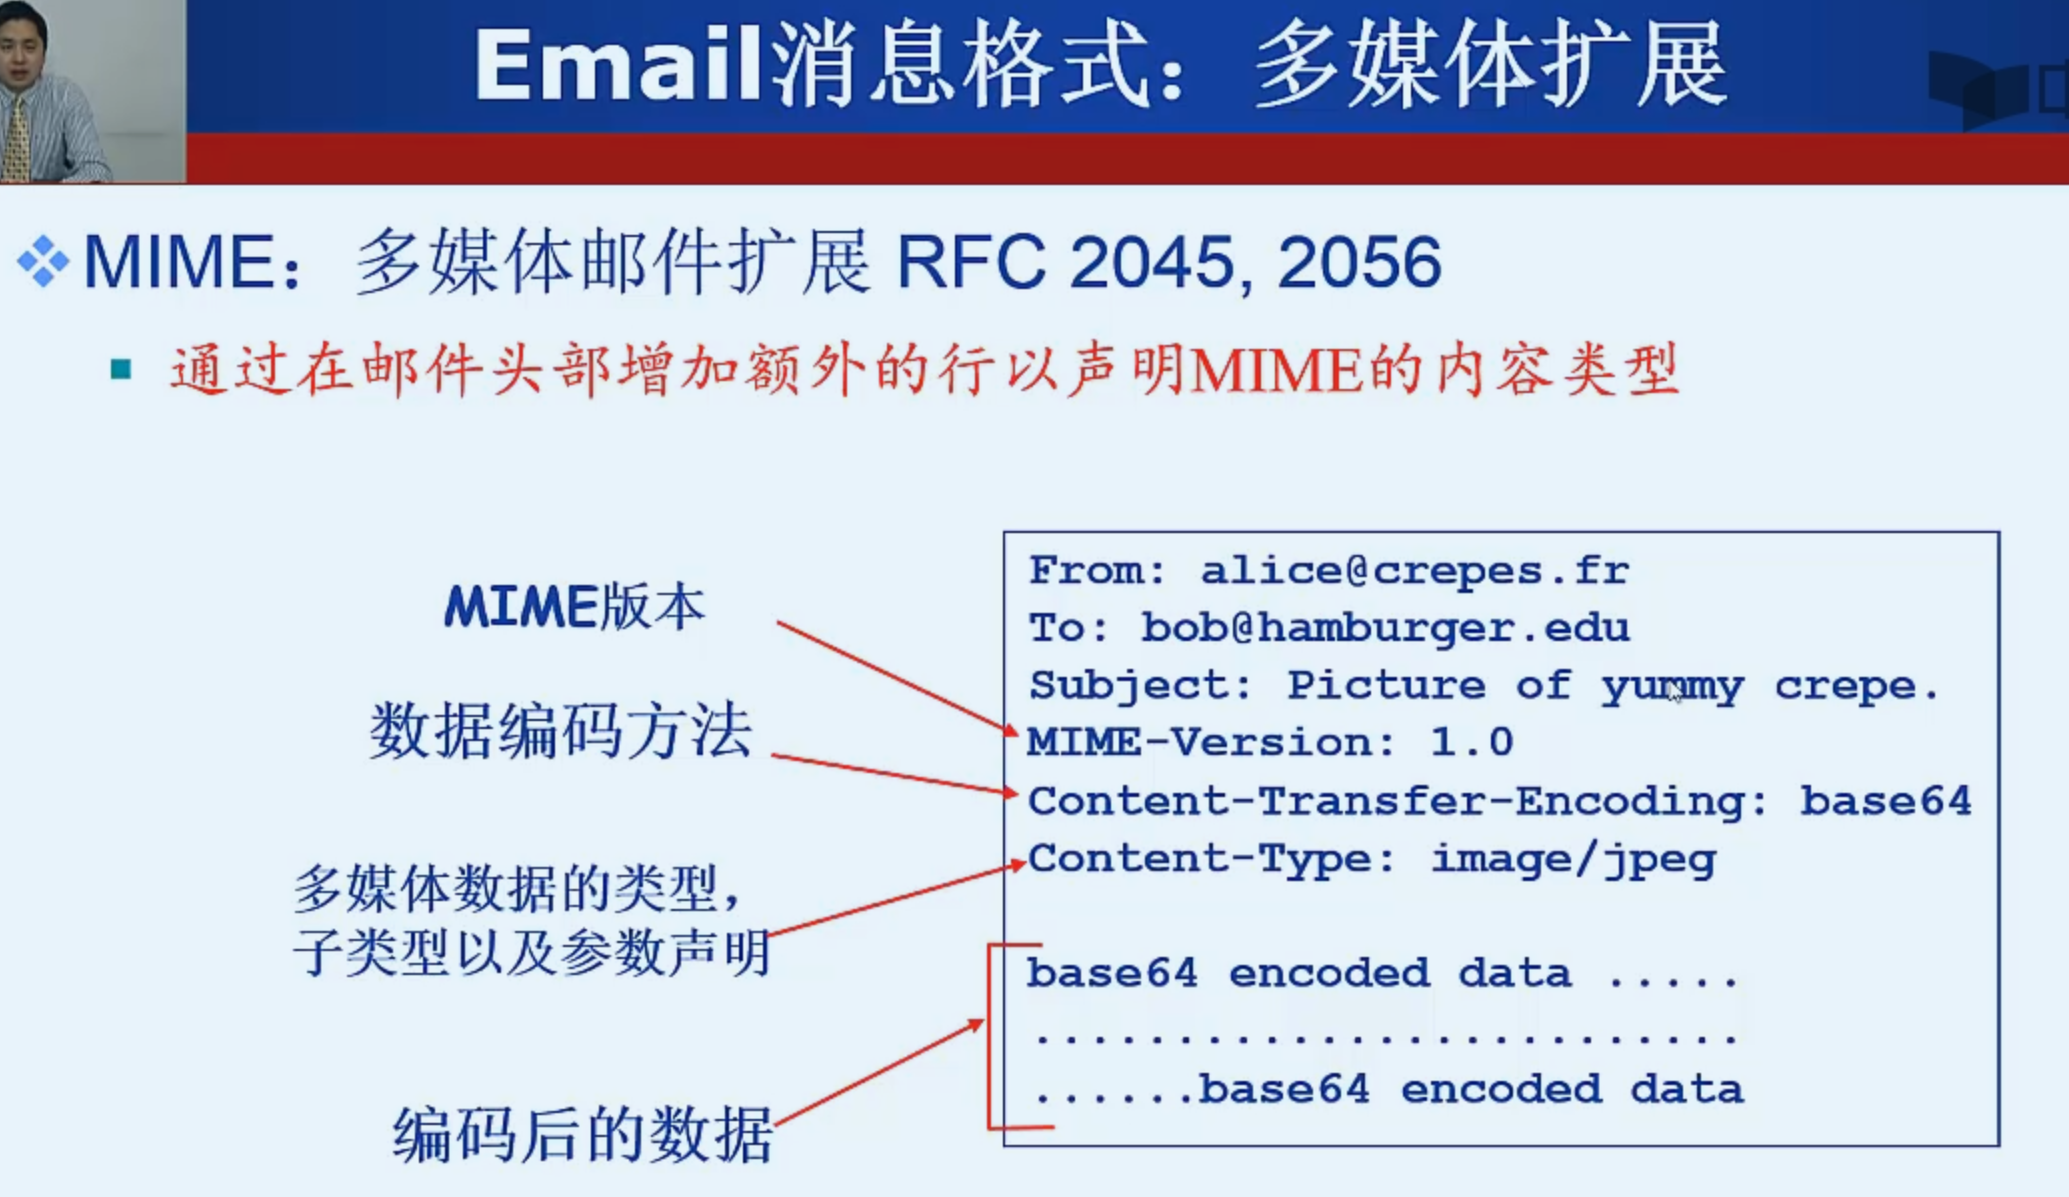 Email消息格式：多媒体扩展
MIME： 多媒体邮件扩展 RFC 2045, 2056
通过在邮件头部增加额外的行以声明MIME的内容类型
MIME版本
数据编码方法
多媒体数据的类型，
子类型以及参数声明
编码后的数据
From: alice@crepes.fr
To: bob@hamburger.edu
Subject: Picture of yummy crepe.
MIME-Version: 1.0
Content-Transfer-Encoding: base64
Content-Type: image/jpeg
base64 encoded data .....
.........................
......base64 encoded data